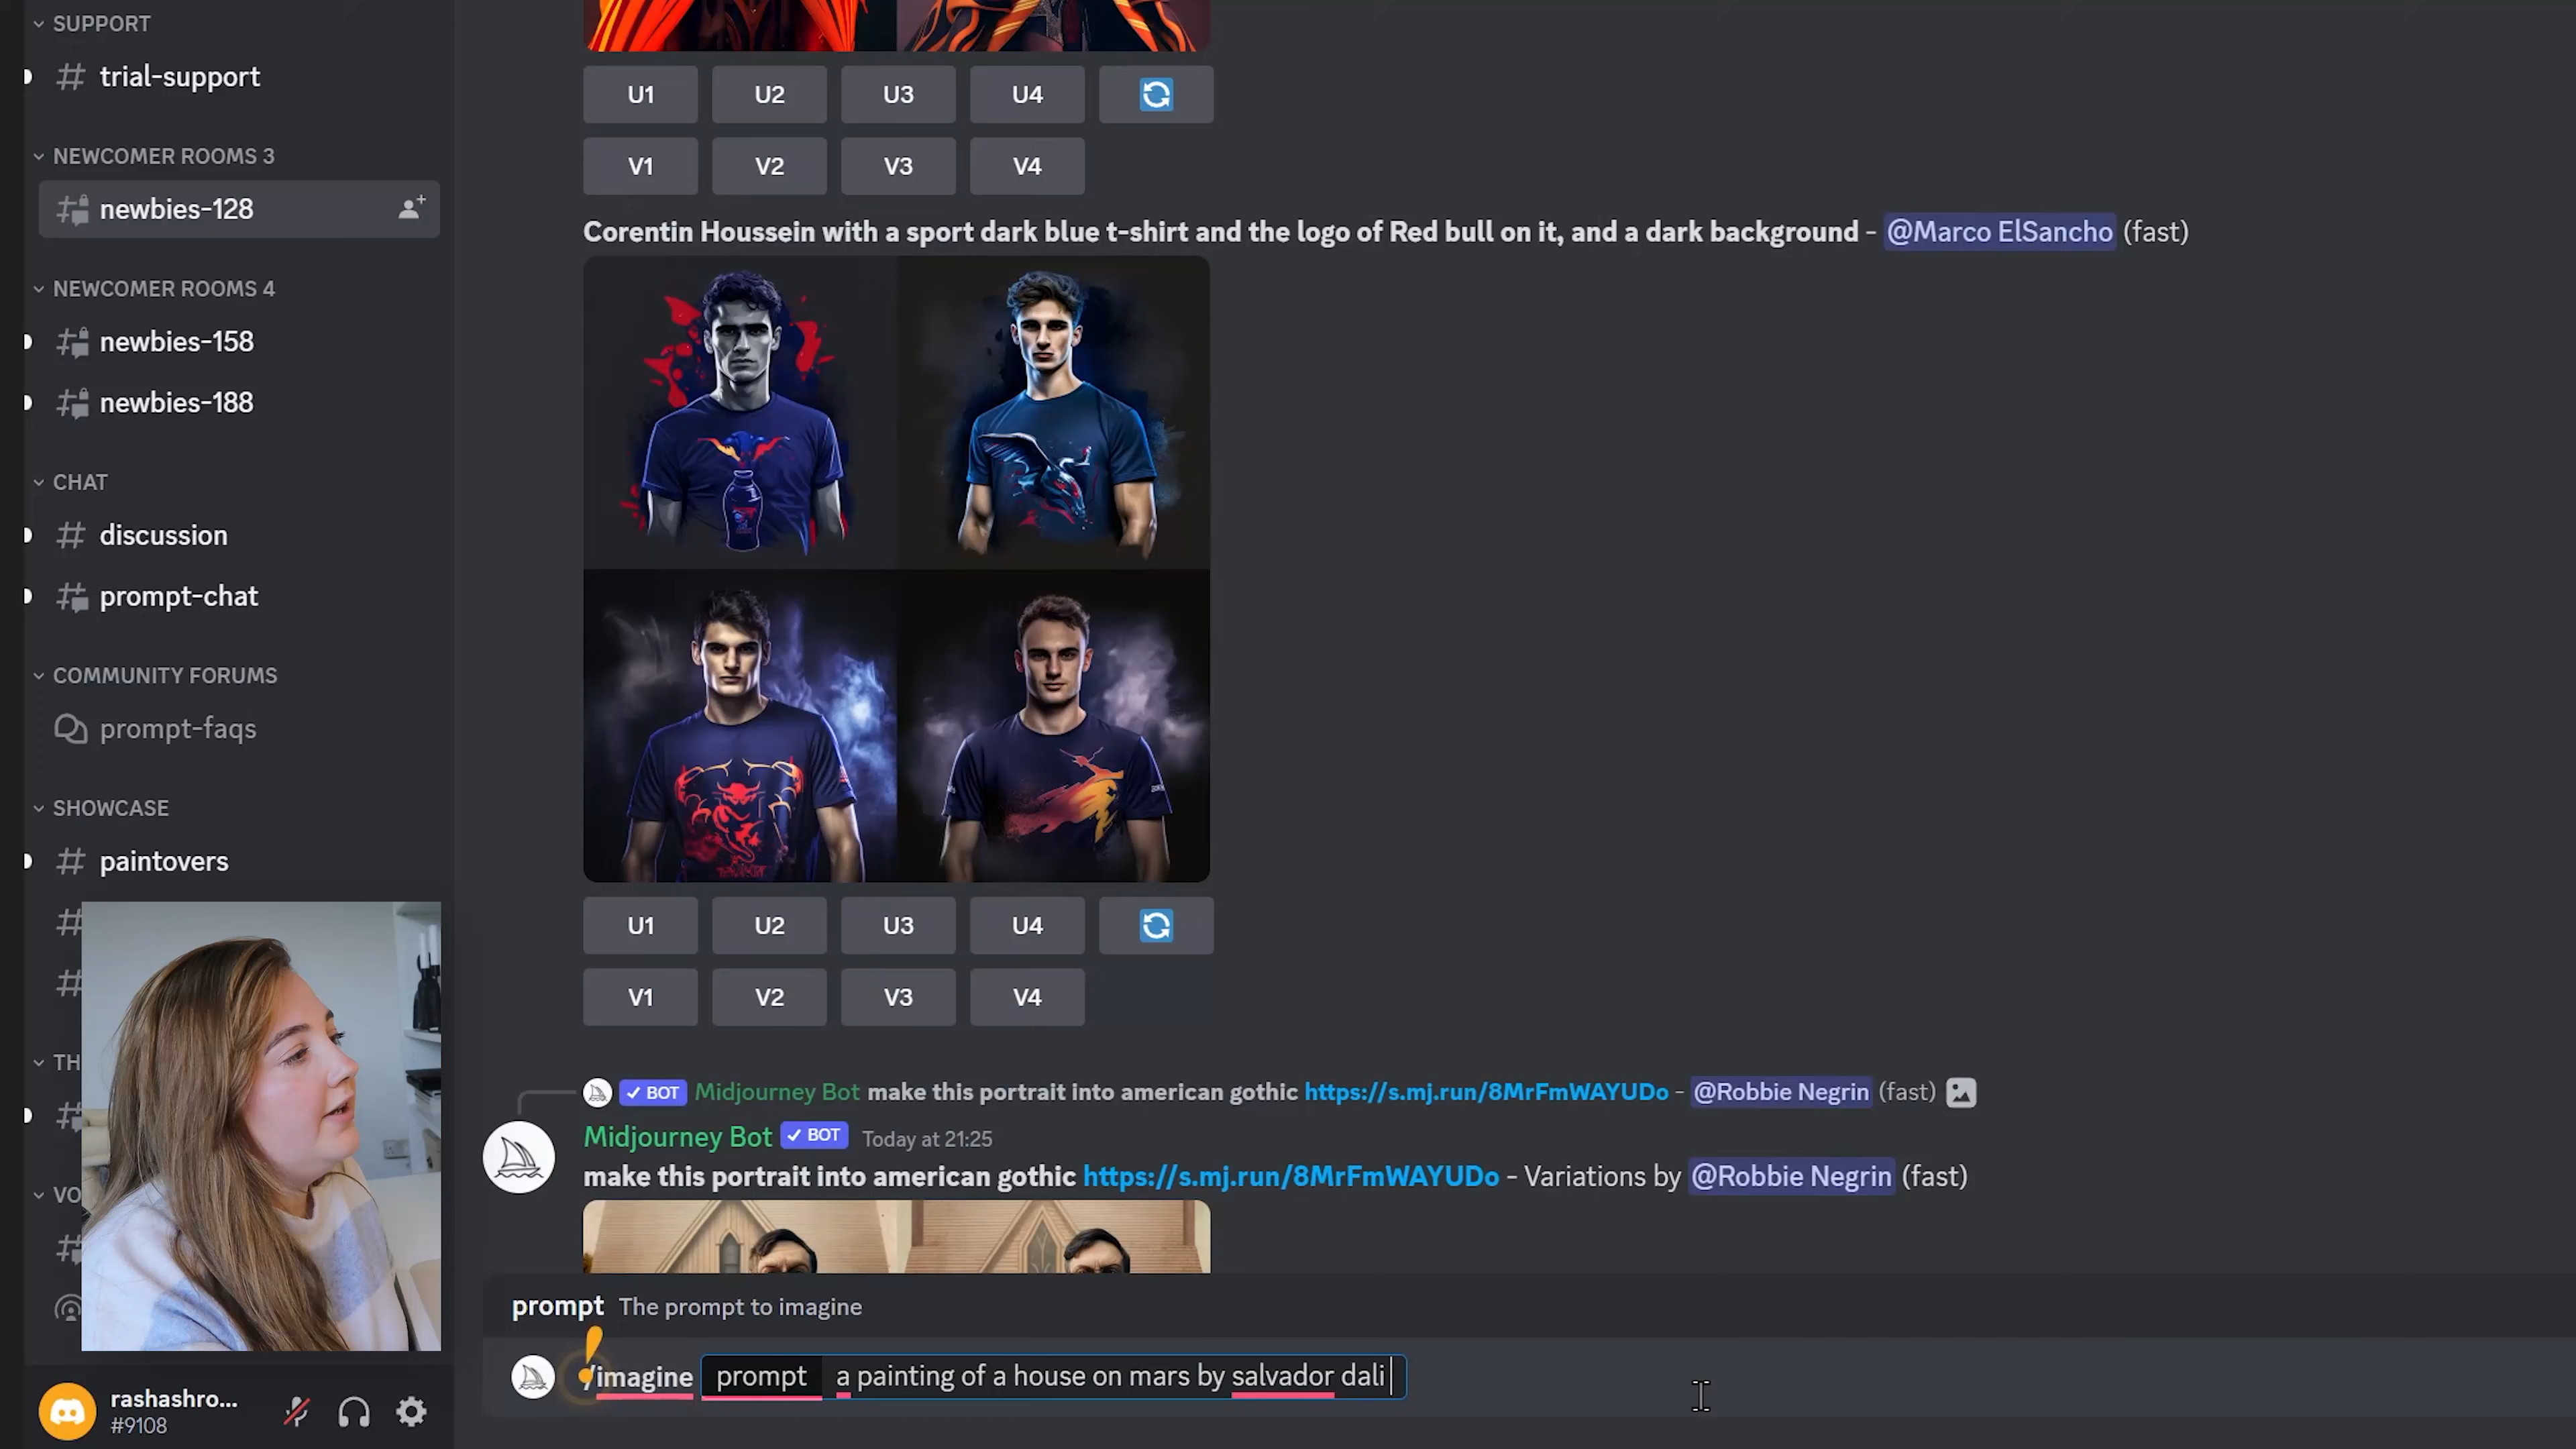 SUPPORT
trial-support
NEWCOMER ROOMS 3
newbies-128
NEWCOMER ROOMS 4
newbies-158
newbies-188
CHAT
discussion
prompt-chat
COMMUNITY FORUMS
prompt-faqs
SHOWCASE
paintovers
TH
VO
rashashro...
#9108
U1 U2 U3 U4
V1 V2 V3 V4
Corentin Houssein with a sport dark blue t-shirt and the logo of Red bull on it, and a dark background - @Marco ElSancho (fast)
U1 U2 U3 U4
V1 V2 V3 V4
BOT Midjourney Bot make this portrait into american gothic https://s.mj.run/8MrFmWAYUDo - @Robbie Negrin (fast)
Midjourney Bot BOT Today at 21:25
make this portrait into american gothic https://s.mj.run/8MrFmWAYUDo - Variations by @Robbie Negrin (fast)
prompt The prompt to imagine
/imagine prompt a painting of a house on mars by salvador dali